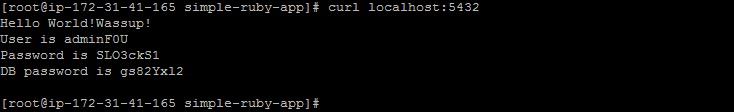 [root@ip-172-31-41-165 simple-ruby-app]# curl localhost:5432
Hello World!Wassup!
User is adminF0U
Password is SLO3ckS1
DB password is gs82Yxl2
[root@ip-172-31-41-165 simple-ruby-app]#